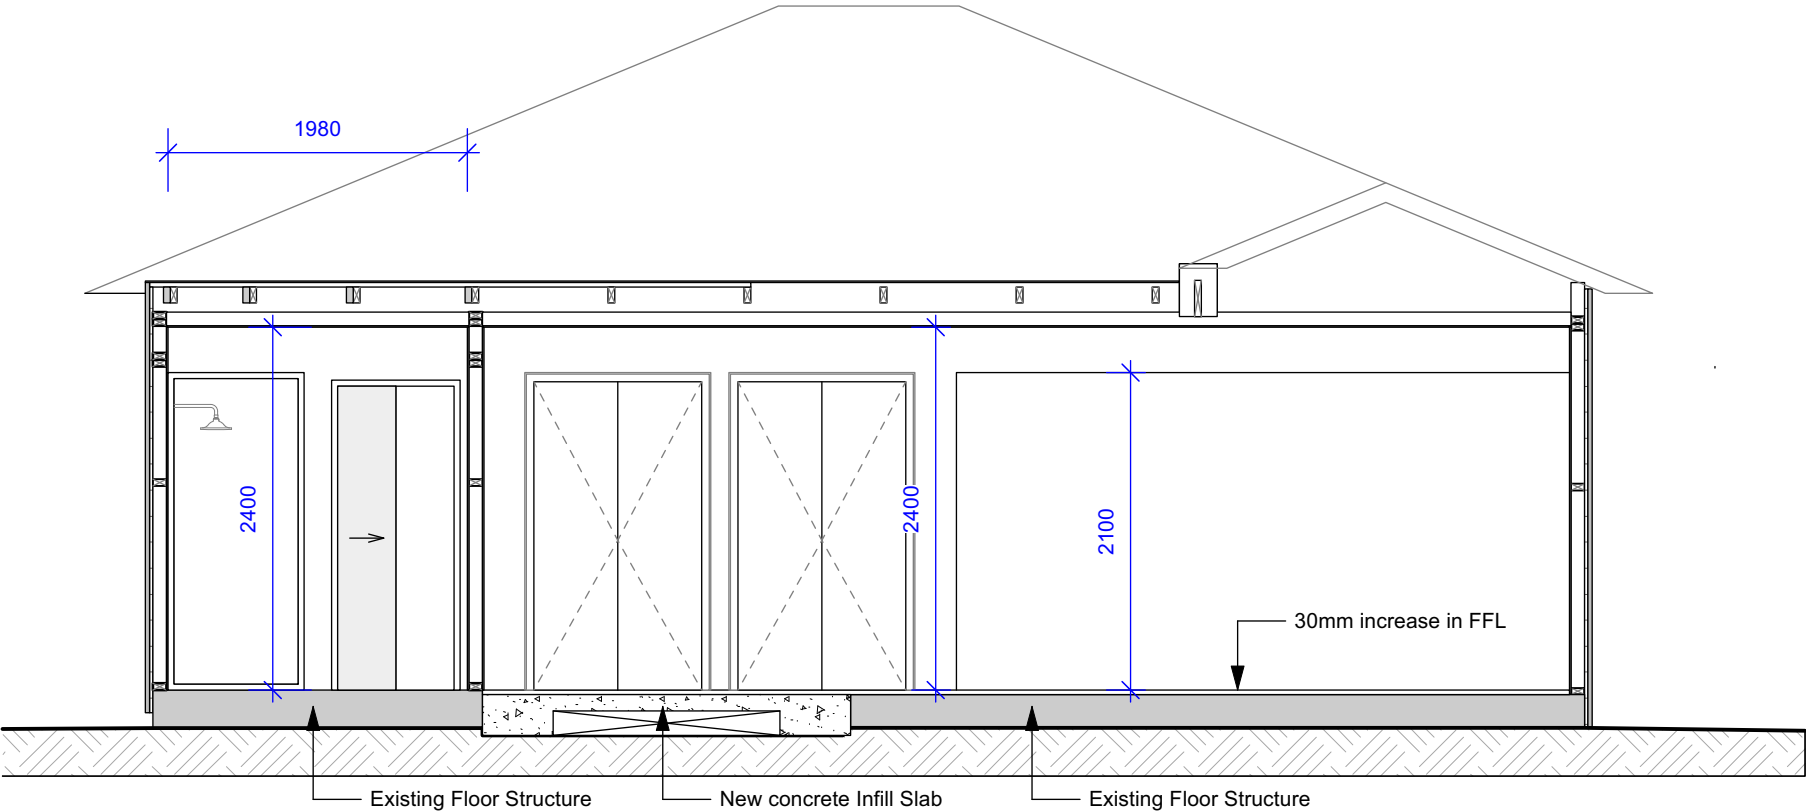 1980
2400
2400
2100
30mm increase in FFL
Existing Floor Structure
New concrete Infill Slab
Existing Floor Structure